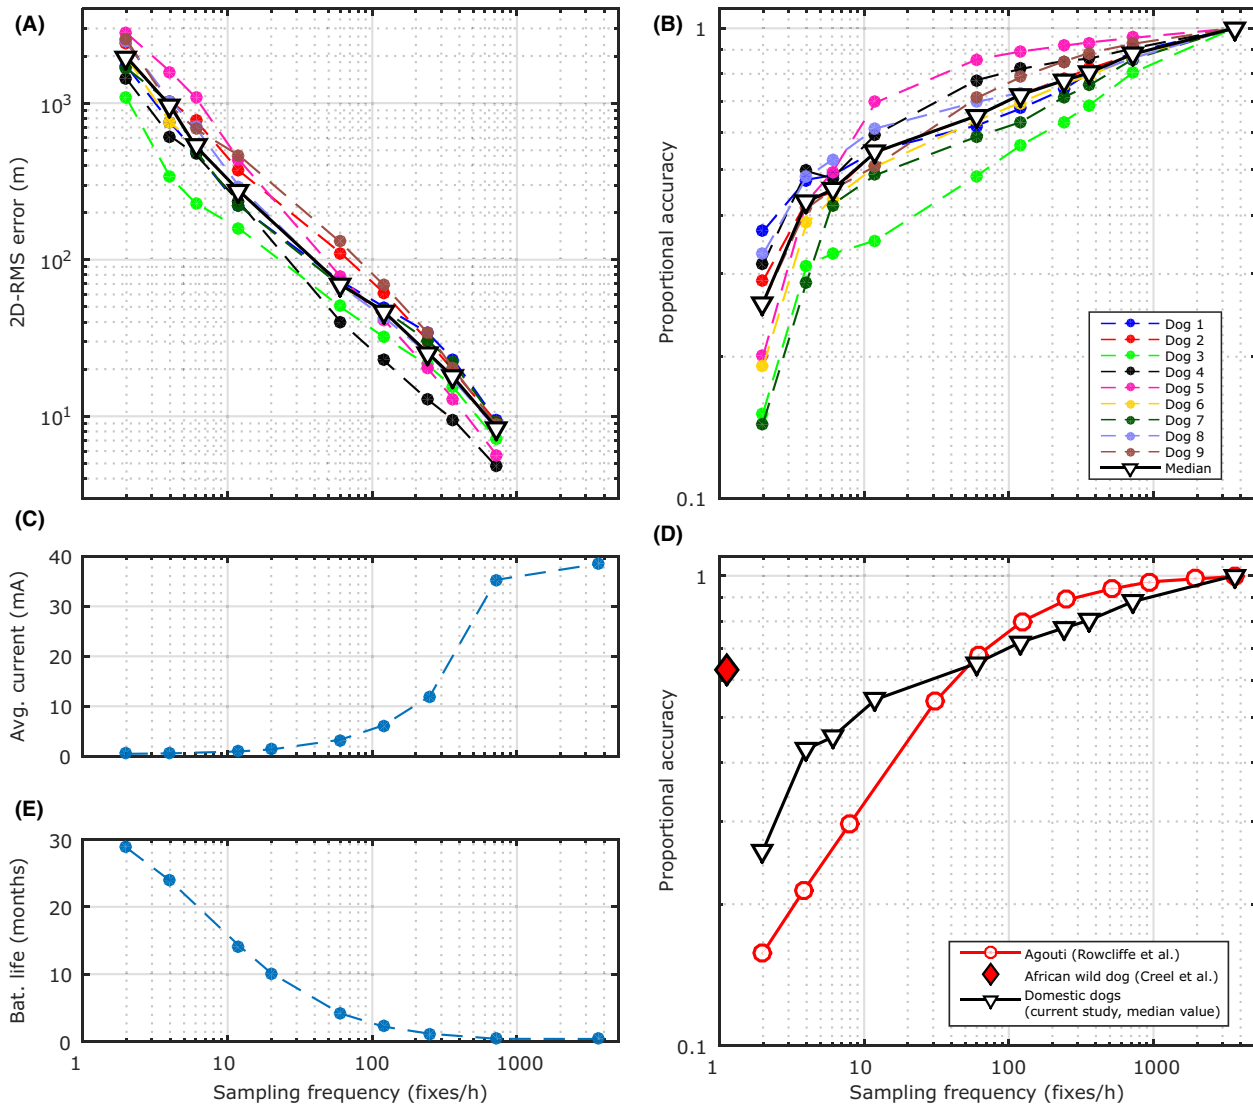 (A)
10³
10²
10¹
2D-RMS error (m)
(B)
1
0.1
Proportional accuracy
Dog 1
Dog 2
Dog 3
Dog 4
Dog 5
Dog 6
Dog 7
Dog 8
Dog 9
Median
(C)
40
30
20
10
0
Avg. current (mA)
(D)
1
0.1
Proportional accuracy
Agouti (Rowcliffe et al.)
African wild dog (Creel et al.)
Domestic dogs
(current study, median value)
1 10 100 1000
Sampling frequency (fixes/h)
(E)
30
20
10
0
Bat. life (months)
1 10 100 1000
Sampling frequency (fixes/h)